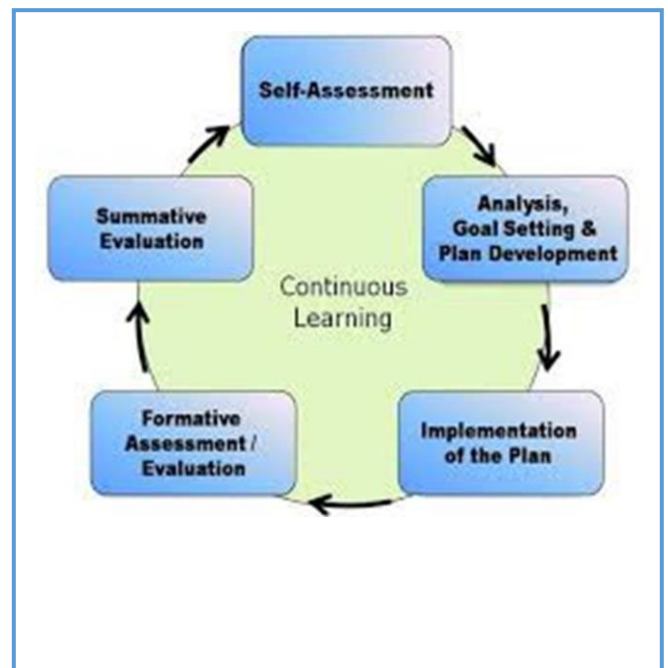 Self-Assessment
Analysis,
Goal Setting &
Plan Development
Implementation
of the Plan
Formative
Assessment /
Evaluation
Summative
Evaluation
Continuous
Learning